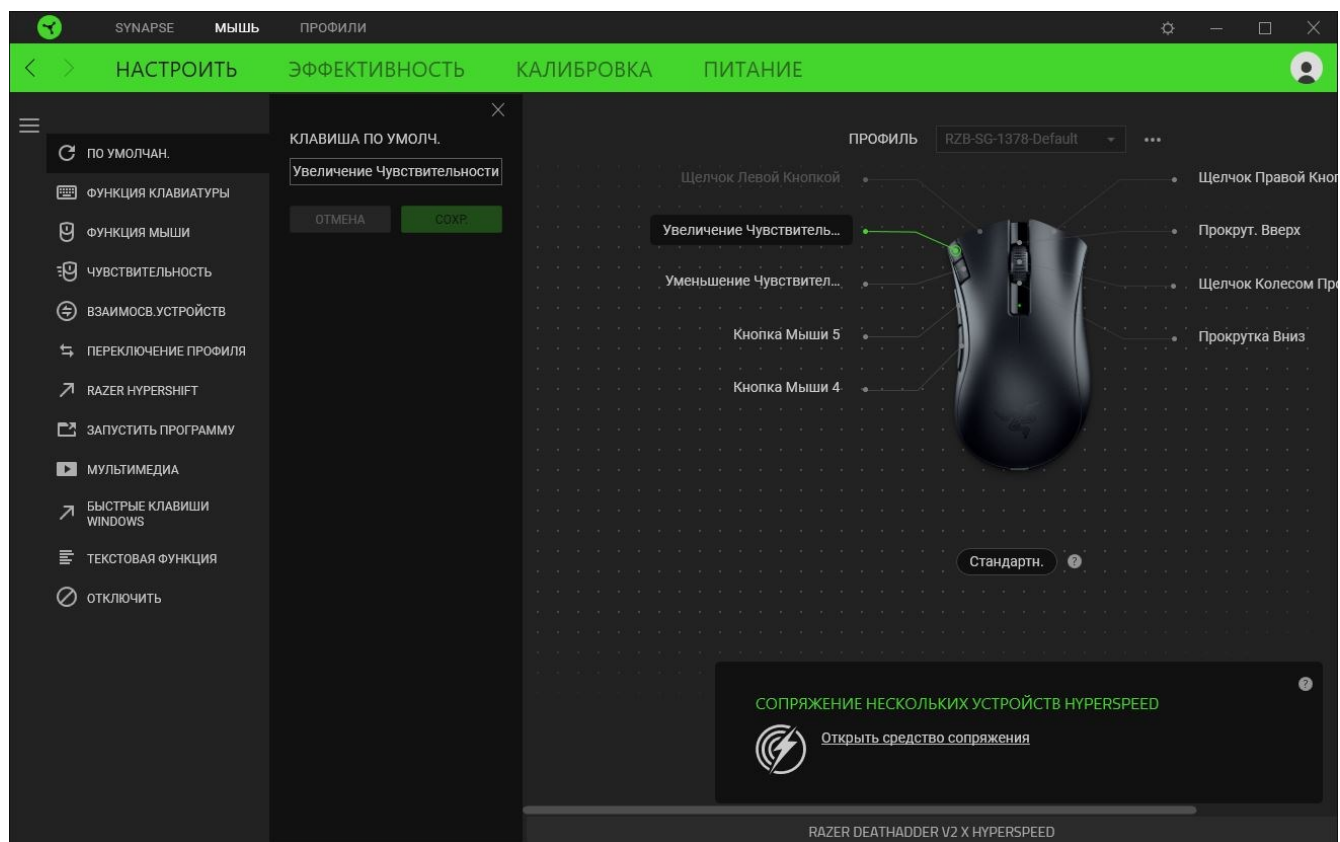 SYNAPSE МЫШЬ ПРОФИЛИ
НАСТРОИТЬ ЭФФЕКТИВНОСТЬ КАЛИБРОВКА ПИТАНИЕ
ПО УМОЛЧАН.
ФУНКЦИЯ КЛАВИАТУРЫ
ФУНКЦИЯ МЫШИ
ЧУВСТВИТЕЛЬНОСТЬ
ВЗАИМОСВ.УСТРОЙСТВ
ПЕРЕКЛЮЧЕНИЕ ПРОФИЛЯ
RAZER HYPERSHIFT
ЗАПУСТИТЬ ПРОГРАММУ
МУЛЬТИМЕДИА
БЫСТРЫЕ КЛАВИШИ
WINDOWS
ТЕКСТОВАЯ ФУНКЦИЯ
ОТКЛЮЧИТЬ
КЛАВИША ПО УМОЛЧ.
Увеличение Чувствительности
ОТМЕНА СОХР.
ПРОФИЛЬ RZB-SG-1378-Default
Щелчок Левой Кнопкой
Увеличение Чувствитель...
Уменьшение Чувствител...
Кнопка Мыши 5
Кнопка Мыши 4
Щелчок Правой Кноп
Прокрут. Вверх
Щелчок Колесом Про
Прокрутка Вниз
Стандартн. ?
?
СОПРЯЖЕНИЕ НЕСКОЛЬКИХ УСТРОЙСТВ HYPERSPEED
Открыть средство сопряжения
RAZER DEATHADDER V2 X HYPERSPEED